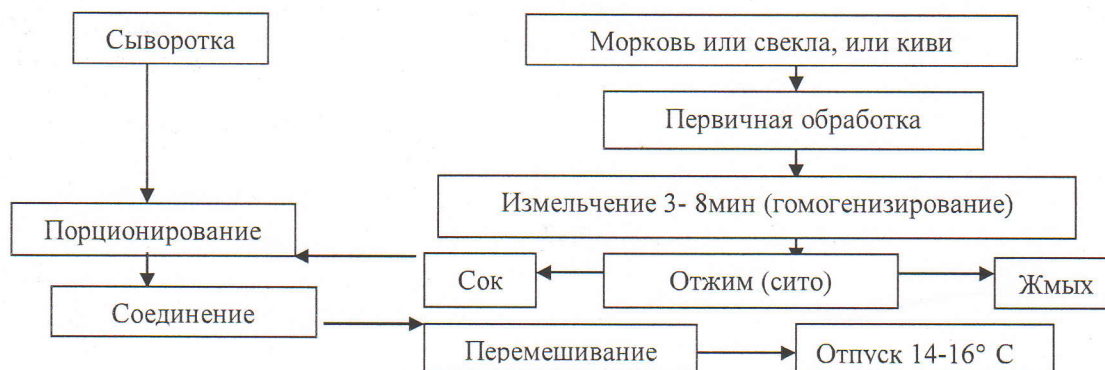 Сыворотка
Морковь или свекла, или киви
Первичная обработка
Измельчение 3- 8мин (гомогенизирование)
Порционирование
Сок
Отжим (сито)
Жмых
Соединение
Перемешивание
Отпуск 14-16° С